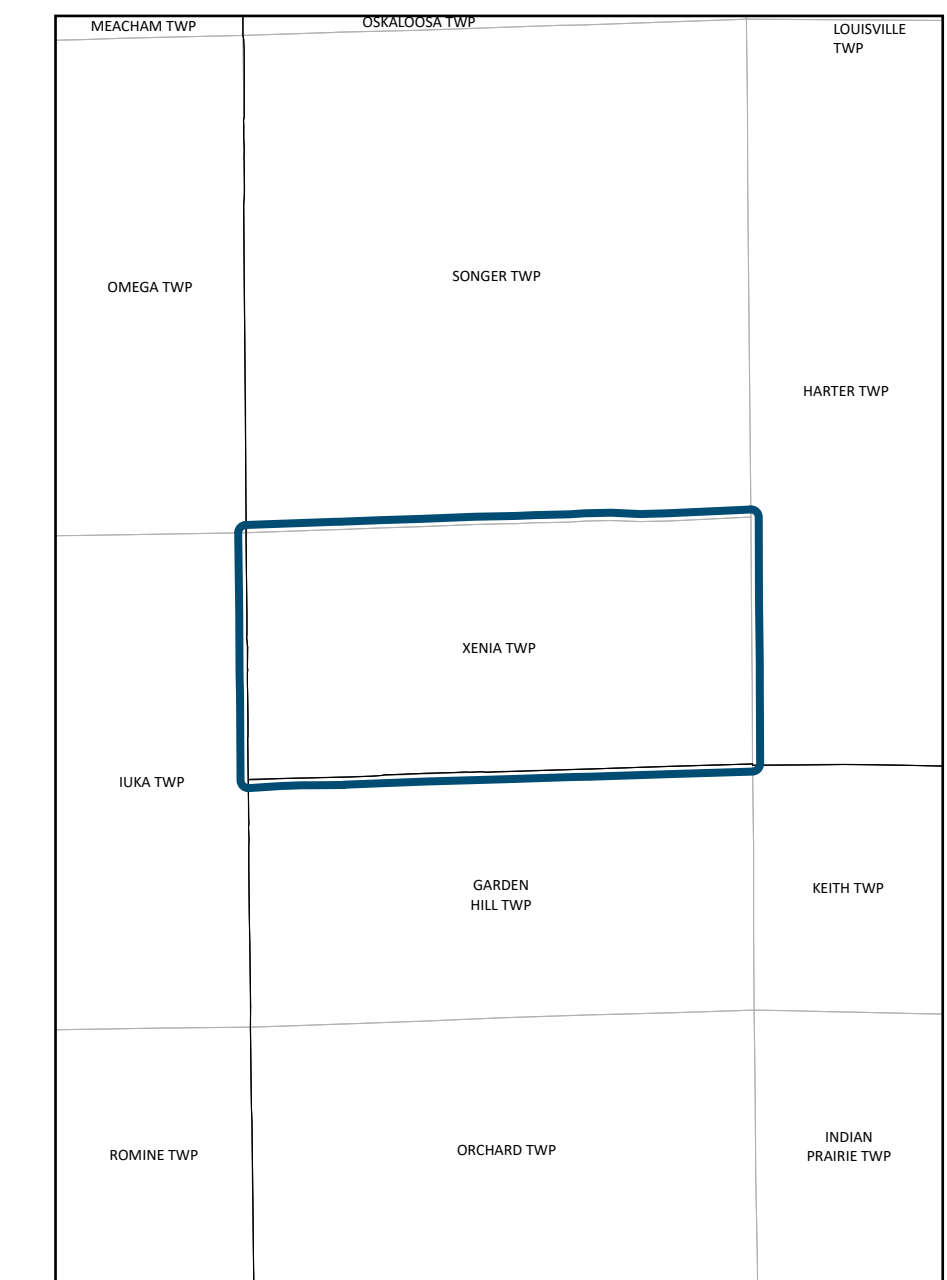 MEACHAM TWP
OSKALOOSA TWP
LOUISVILLE
TWP
OMEGA TWP
SONGER TWP
HARTER TWP
XENIA TWP
IUKA TWP
GARDEN
HILL TWP
KEITH TWP
ROMINE TWP
ORCHARD TWP
INDIAN
PRAIRIE TWP